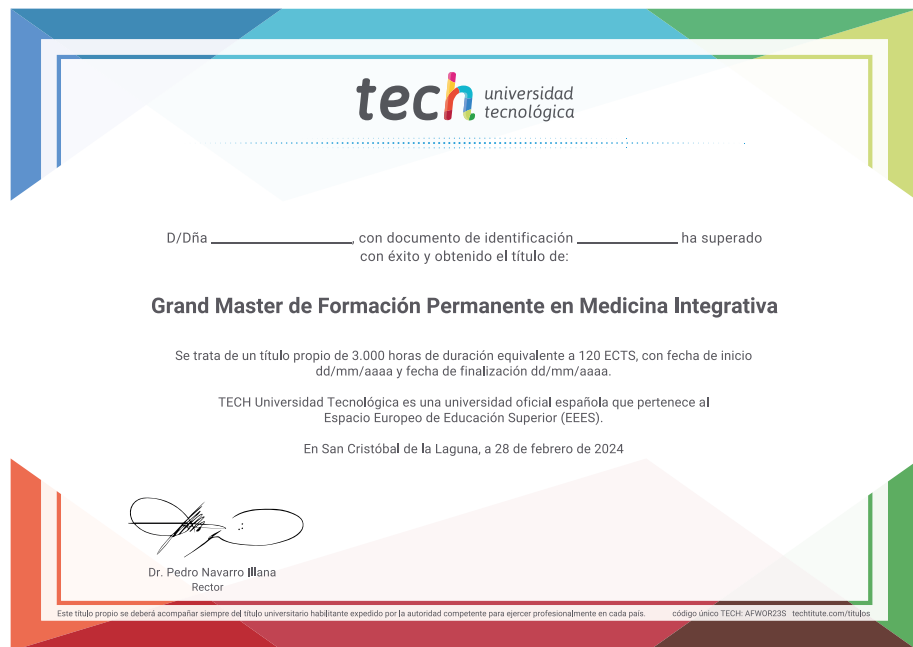 tech universidad
tecnológica
D/Dña ______________, con documento de identificación __________ ha superado
con éxito y obtenido el título de:
Grand Master de Formación Permanente en Medicina Integrativa
Se trata de un título propio de 3.000 horas de duración equivalente a 120 ECTS, con fecha de inicio
dd/mm/aaaa y fecha de finalización dd/mm/aaaa.
TECH Universidad Tecnológica es una universidad oficial española que pertenece al
Espacio Europeo de Educación Superior (EEES).
En San Cristóbal de la Laguna, a 28 de febrero de 2024
Dr. Pedro Navarro Illana
Rector
Este título propio se deberá acompañar siempre del título universitario habilitante expedido por la autoridad competente para ejercer profesionalmente en cada país. código único TECH: AFWOR23S techtitute.com/titulos